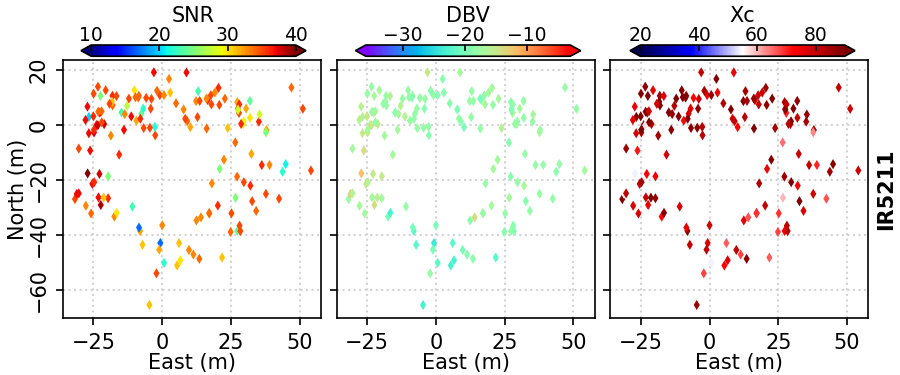 SNR DBV Xc
10 20 30 40 −30 −20 −10 20 40 60 80
20
0
−20
−40
−60
North (m)
−25 0 25 50 −25 0 25 50 −25 0 25 50
East (m) East (m) East (m)
IR5211